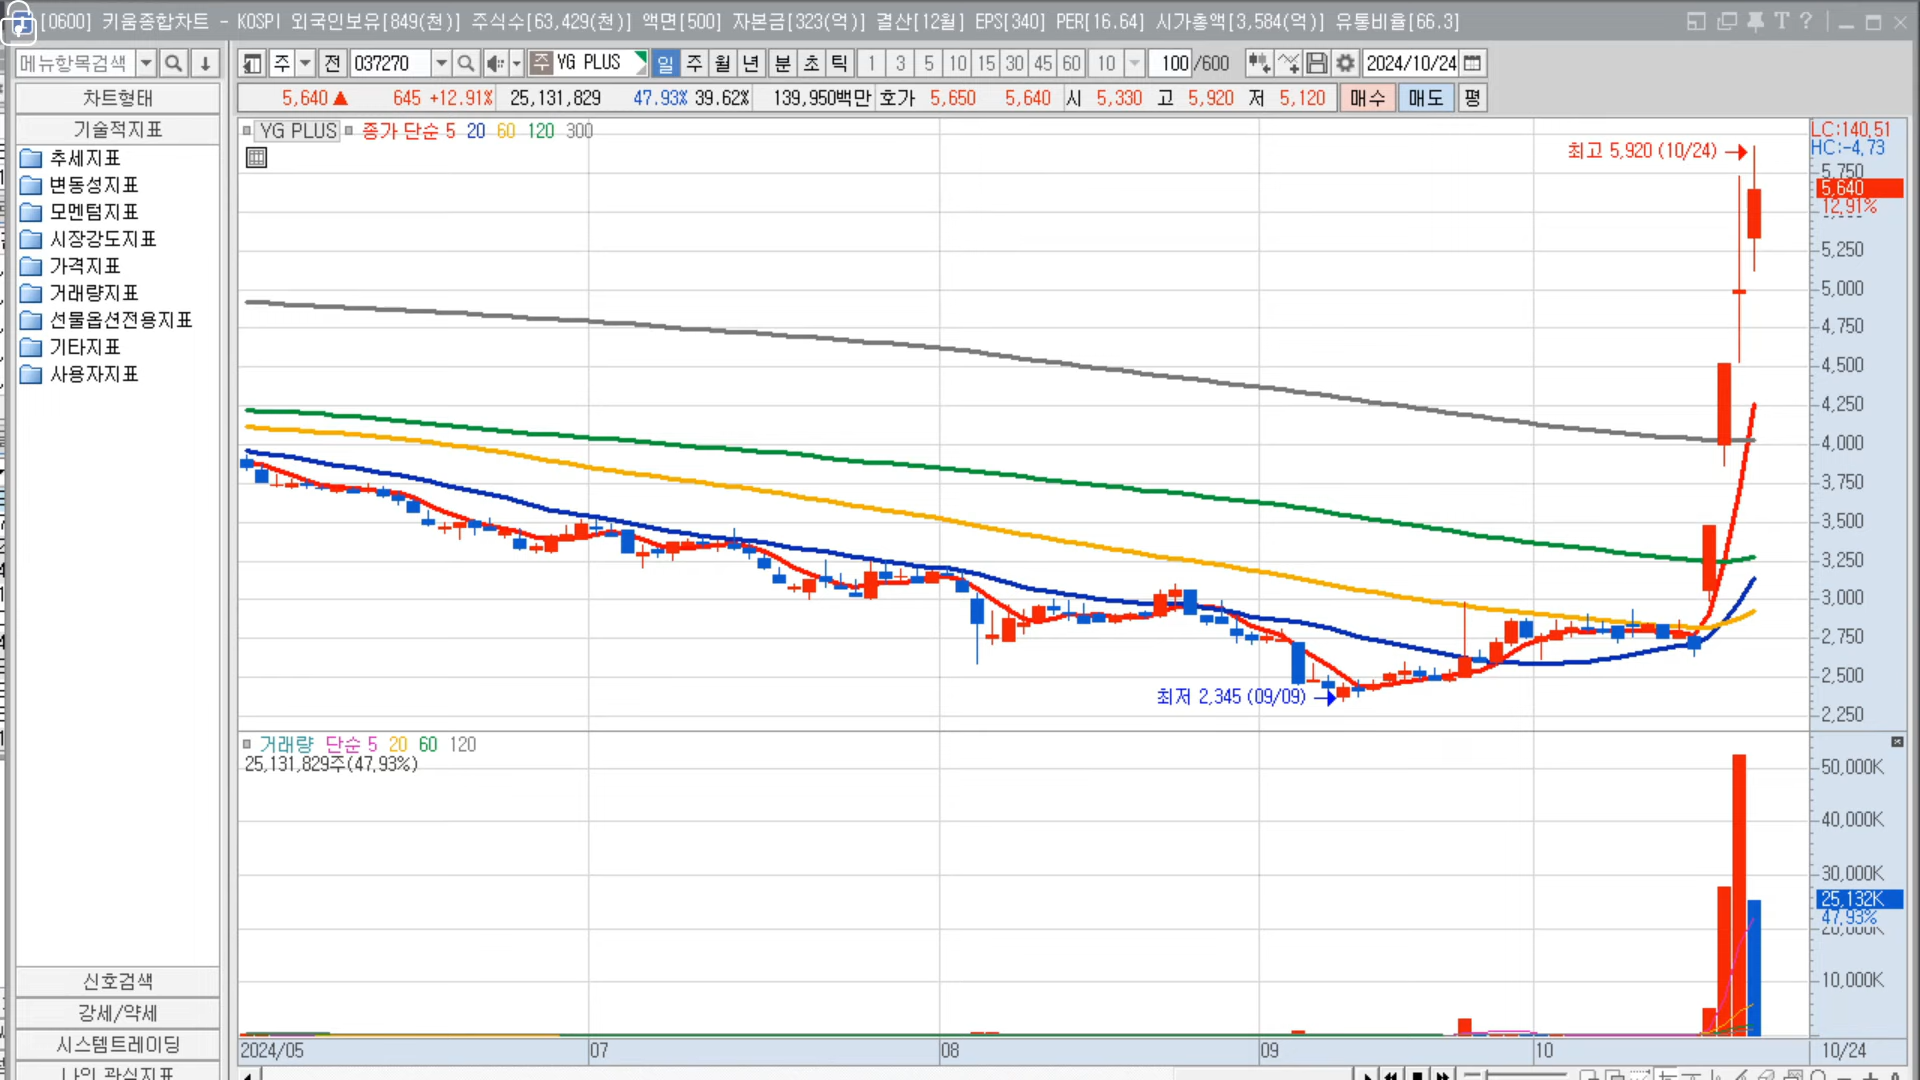 [0600] 키움종합차트 - KOSPI 외국인보유[849(천)] 주식수[63,429(천)] 액면[500] 자본금[323(억)] 결산[12월] EPS[340] PER[16.64] 시가총액[3,584(억)] 유통비율[66.3]
메뉴항목검색
주 전 037270 주 YG PLUS 일 주 월 년 분 초 틱 1 3 5 10 15 30 45 60 10 100 /600 2024/10/24
5,640 ▲ 645 +12.91% 25,131,829 47.93% 39.62% 139,950백만 호가 5,650 5,640 시 5,330 고 5,920 저 5,120 매수 매도 평
차트형태
기술적지표
추세지표
변동성지표
모멘텀지표
시장강도지표
가격지표
거래량지표
선물옵션전용지표
기타지표
사용자지표
신호검색
강세/약세
시스템트레이딩
나의 관심지표
YG PLUS 종가 단순 5 20 60 120 300
최고 5,920 (10/24)
최저 2,345 (09/09)
LC:140.51
HC:-4.73
5,750
5,640
12.91%
5,250
5,000
4,750
4,500
4,250
4,000
3,750
3,500
3,250
3,000
2,750
2,500
2,250
거래량 단순 5 20 60 120
25,131,829주(47.93%)
50,000K
40,000K
30,000K
25,132K
47.93%
20,000K
10,000K
2024/05 07 08 09 10 10/24